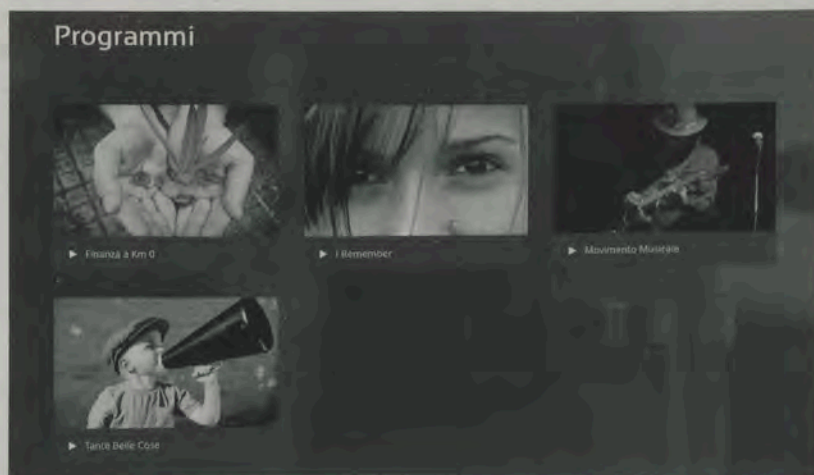 Programmi
Finanza a Km 0
I Remember
Movimento Musicale
Tante Belle Cose